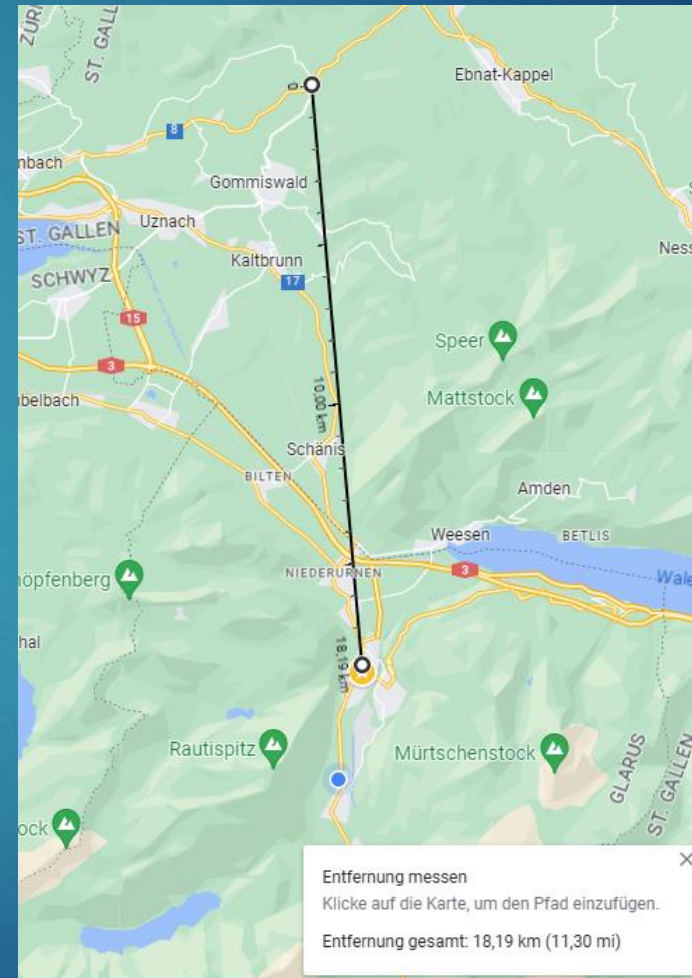 ZÜRI
ST. GALL
Ebnat-Kappel
0
8
nbach
Gommiswald
Uznach
ST. GALLEN
Kaltbrunn
Ness
SCHWYZ
17
15
Speer
3
Mattstock
ibelbach
10,00 km
Schänis
BILTEN
Amden
Weesen
BETLIS
NIEDERURNEN
3
Wale
öpfenberg
hal
18,19 km
Rautispitz
Mürtschenstock
GLARUS
ST. GALLEN
ock
Entfernung messen
Klicke auf die Karte, um den Pfad einzufügen.
Entfernung gesamt: 18,19 km (11,30 mi)